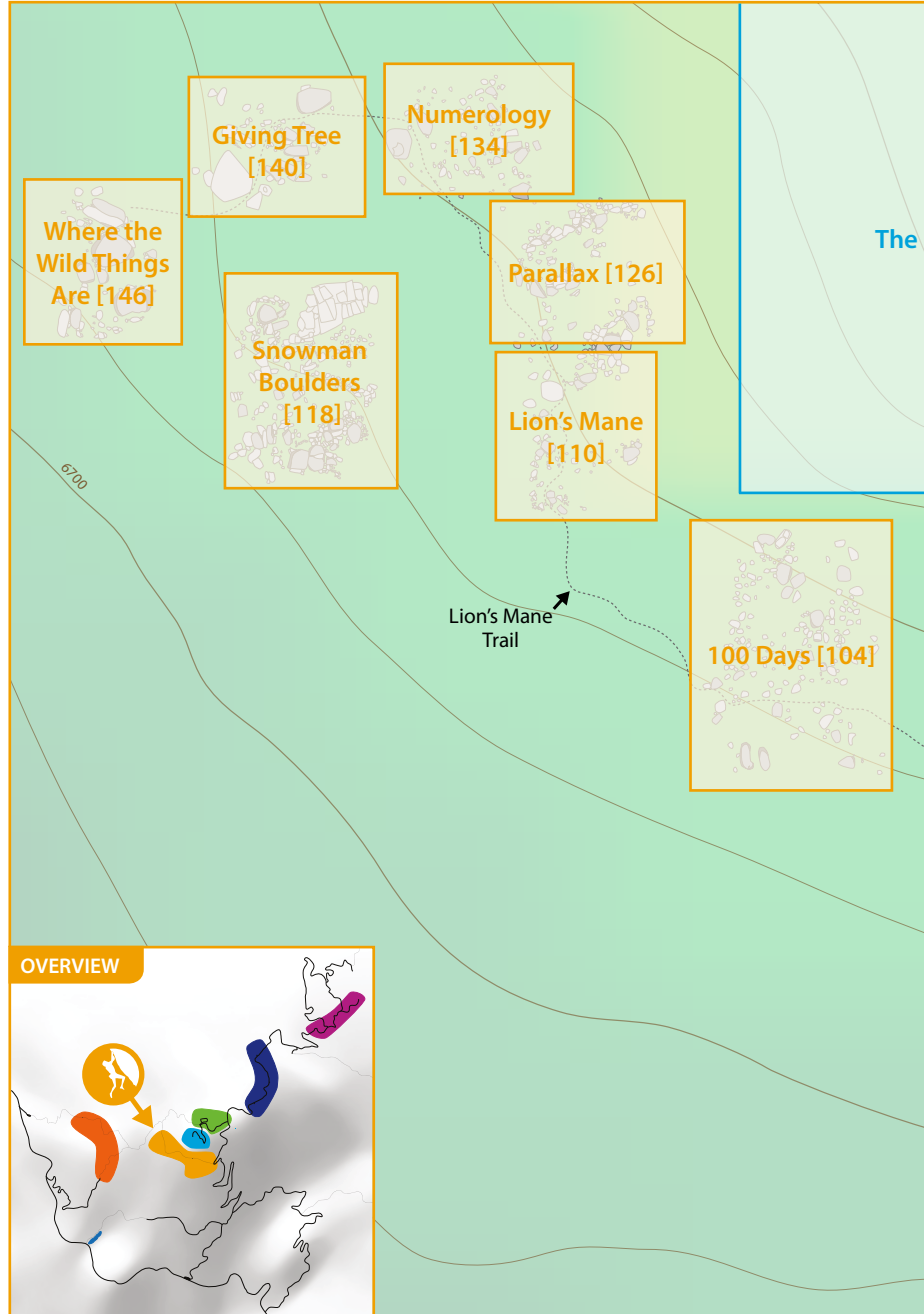 Giving Tree
[140]
Numerology
[134]
Where the
Wild Things
Are [146]
Parallax [126]
The
Snowman
Boulders
[118]
Lion's Mane
[110]
6700
Lion's Mane
Trail
100 Days [104]
OVERVIEW